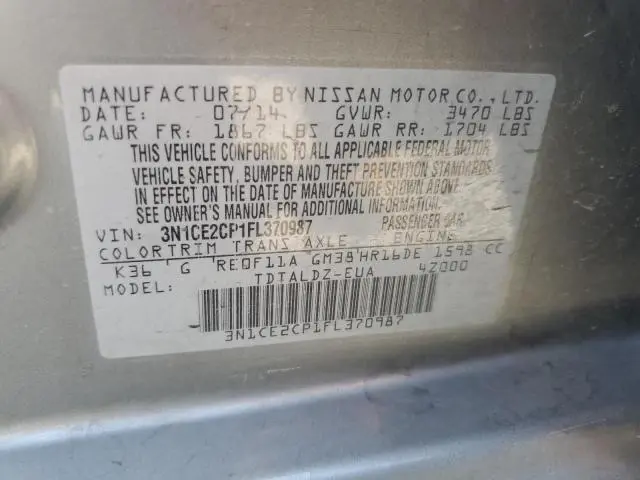 MANUFACTURED BY NISSAN MOTOR CO., LTD.
DATE: 07/14 GVWR: 3470 LBS
GAWR FR: 1867 LBS GAWR RR: 1704 LBS
THIS VEHICLE CONFORMS TO ALL APPLICABLE FEDERAL MOTOR
VEHICLE SAFETY, BUMPER AND THEFT PREVENTION STANDARDS
IN EFFECT ON THE DATE OF MANUFACTURE SHOWN ABOVE.
SEE OWNER'S MANUAL FOR ADDITIONAL INFORMATION.
VIN: 3N1CE2CP1FL370987 PASSENGER CAR
COLOR TRIM TRANS AXLE ENGINE
K36 G RE0F11A GM38 HR16DE 1598 CC
MODEL: TDTALDZ-EUA 4Z000
3N1CE2CP1FL370987